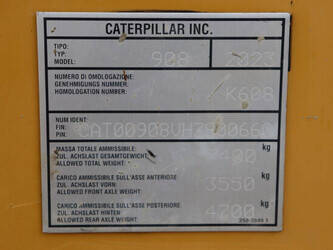 CATERPILLAR INC.
TIPO:
TYP:
MODEL: 908 2023
NUMERO DI OMOLOGAZIONE:
GENEHMIGUNGS NUMMER:
HOMOLOGATION NUMBER: K608
NUM IDENT:
FIN:
PIN:
MASSA TOTALE AMMISSIBILE: kg
ZUL. ACHSLAST GESAMTGEWICHT:
ALLOWED TOTAL WEIGHT:
CARICO AMMISSIBILE SULL'ASSE ANTERIORE kg
ZUL. ACHSLAST VORN: 3550
ALLOWED FRONT AXLE WEIGHT:
CARICO AMMISSIBILE SULL'ASSE POSTERIORE kg
ZUL. ACHSLAST HINTEN 4200
ALLOWED REAR AXLE WEIGHT: